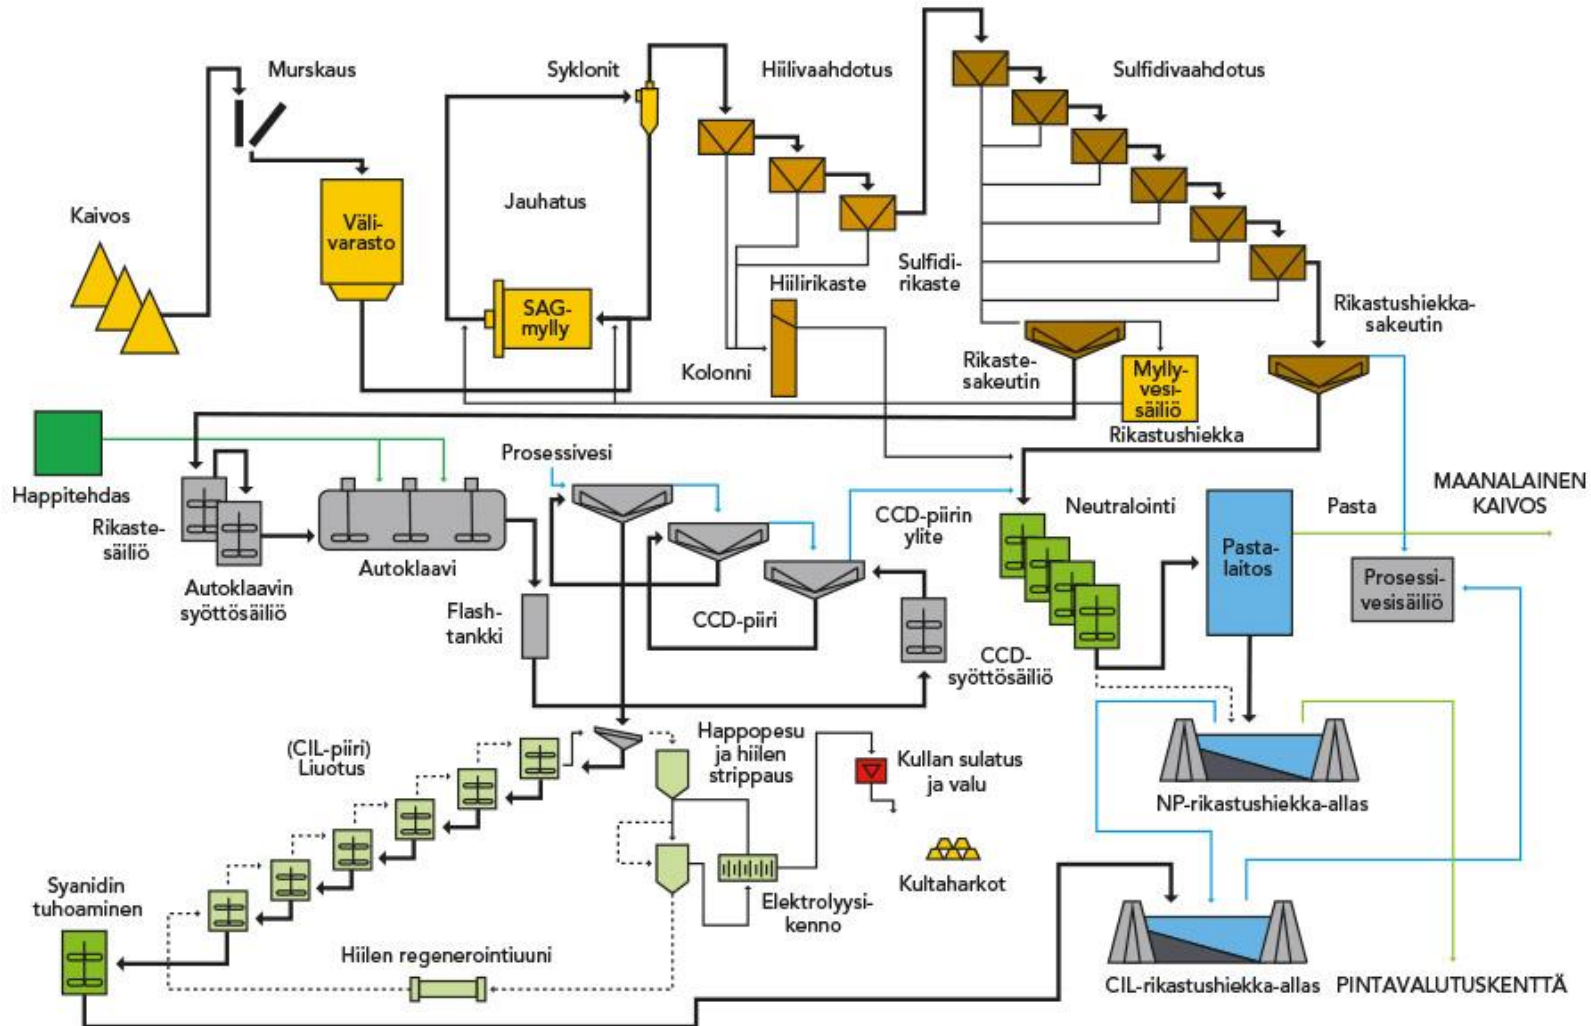 Murskaus
Syklonit
Hiilivaahdotus
Sulfidivaahdotus
Kaivos
Väli-
varasto
Jauhatus
SAG-
mylly
Hiilirikaste
Kolonni
Sulfidi-
rikaste
Rikaste-
sakeutin
Mylly-
vesi-
säiliö
Rikastushiekka-
sakeutin
Rikastushiekka
Happitehdas
Rikaste-
säiliö
Autoklaavin
syöttösäiliö
Autoklaavi
Prosessivesi
Flash-
tankki
CCD-piiri
CCD-piirin
ylite
CCD-
syöttösäiliö
Neutralointi
Pasta-
laitos
Pasta
MAANALAINEN
KAIVOS
Prosessi-
vesisäiliö
(CIL-piiri)
Liuotus
Happopesu
ja hiilen
strippaus
Kullan sulatus
ja valu
Kultaharkot
Elektrolyysi-
kenno
NP-rikastushiekka-allas
Syanidin
tuhoaminen
Hiilen regenerointiuuni
CIL-rikastushiekka-allas
PINTAVALUTUSKENTTÄ